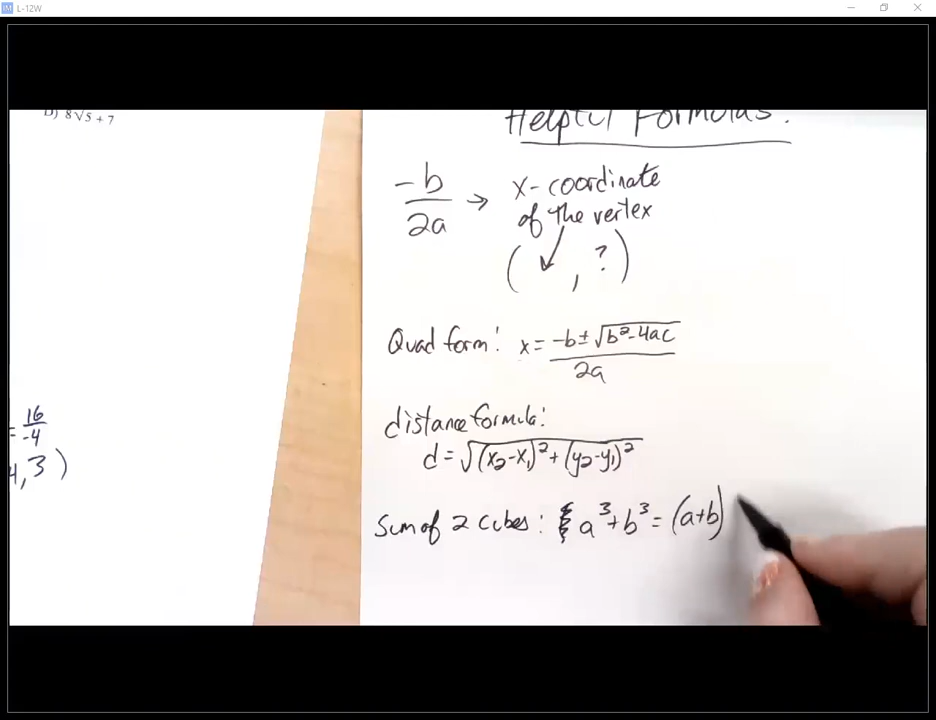 L-12W
D) 8√5 + 7
Helpful Formulas:
-b/2a → x-coordinate
of the vertex
( , ?)
Quad form: x = -b±√b²-4ac / 2a
= 16/-4
4, 3 )
distance formula:
d = √(x₂-x₁)² + (y₂-y₁)²
Sum of 2 cubes: a³+b³ = (a+b)